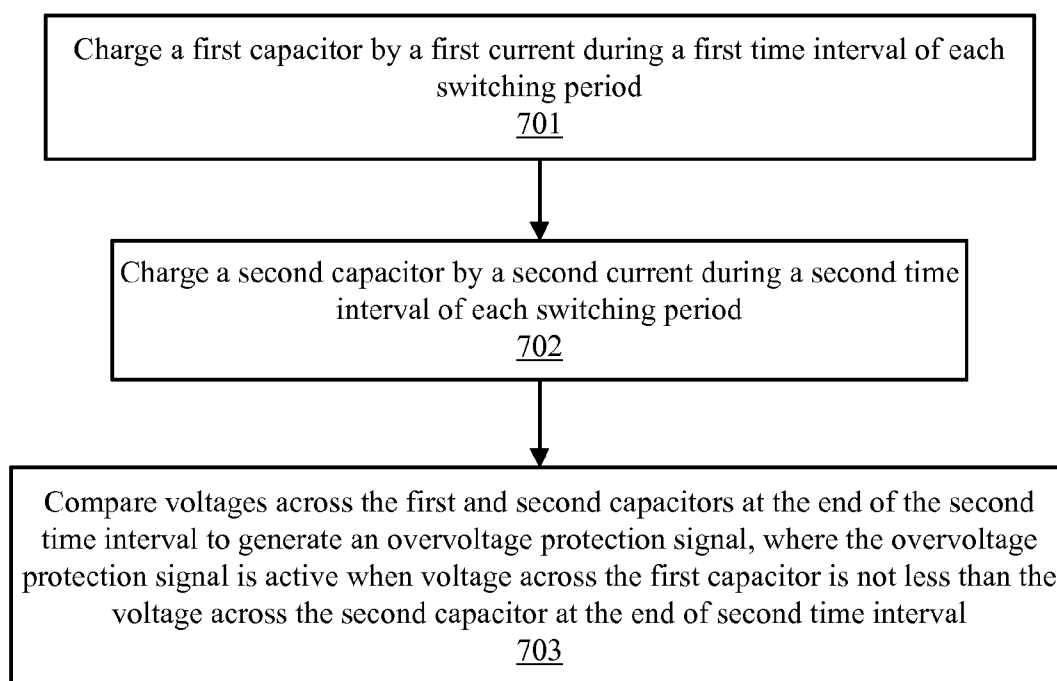 Charge a first capacitor by a first current during a first time interval of each
switching period
701
Charge a second capacitor by a second current during a second time
interval of each switching period
702
Compare voltages across the first and second capacitors at the end of the second
time interval to generate an overvoltage protection signal, where the overvoltage
protection signal is active when voltage across the first capacitor is not less than the
voltage across the second capacitor at the end of second time interval
703